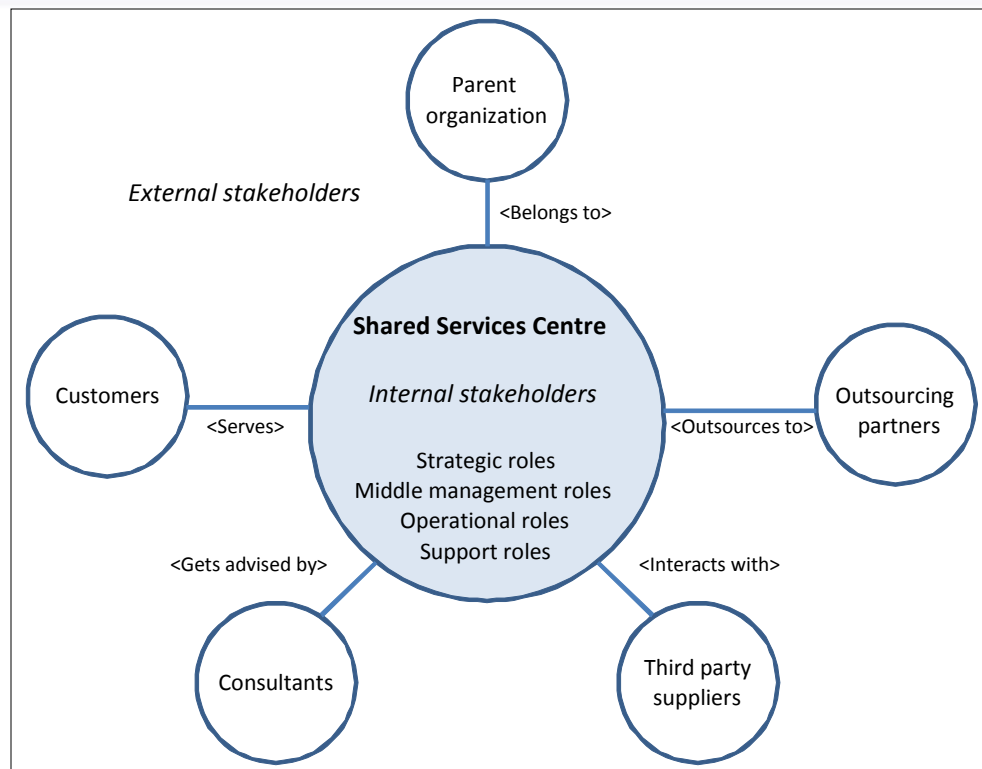 Parent
organization
External stakeholders
<Belongs to>
Shared Services Centre
Internal stakeholders
Strategic roles
Middle management roles
Operational roles
Support roles
Customers
<Serves>
Outsourcing
partners
<Outsources to>
<Gets advised by>
<Interacts with>
Consultants
Third party
suppliers